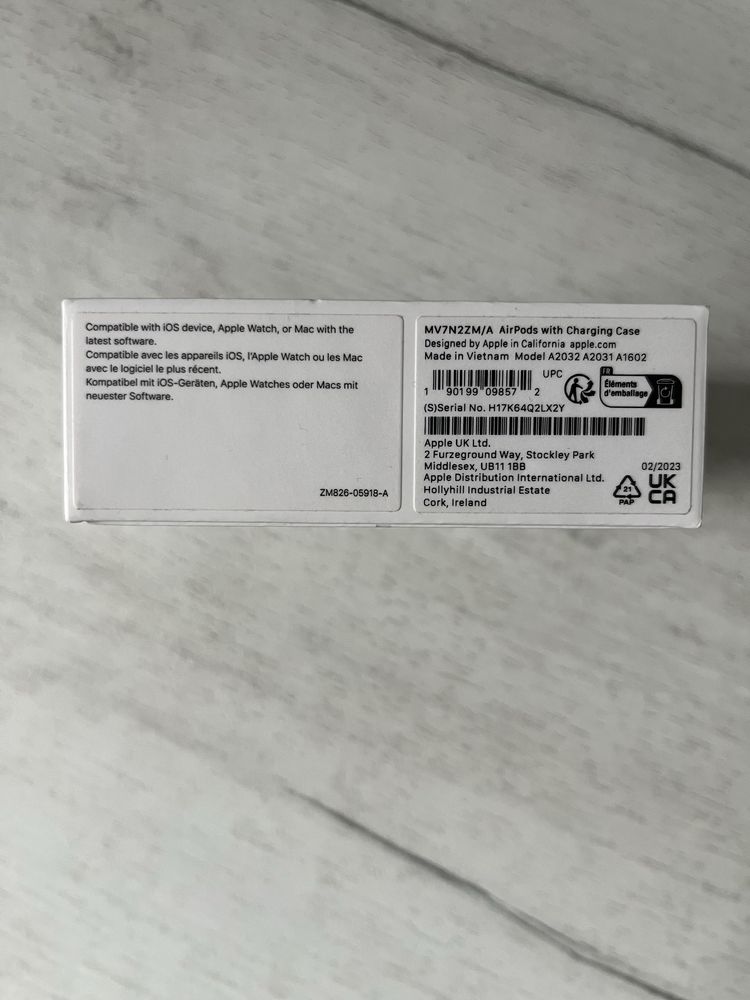 Compatible with iOS device, Apple Watch, or Mac with the
latest software.
Compatible avec les appareils iOS, l'Apple Watch ou les Mac
avec le logiciel le plus récent.
Kompatibel mit iOS-Geräten, Apple Watches oder Macs mit
neuester Software.
ZM826-05918-A
MV7N2ZM/A AirPods with Charging Case
Designed by Apple in California apple.com
Made in Vietnam Model A2032 A2031 A1602
UPC
1 90199 09857 2
FR
Éléments
d'emballage
(S)Serial No. H17K64Q2LX2Y
Apple UK Ltd.
2 Furzeground Way, Stockley Park
Middlesex, UB11 1BB
Apple Distribution International Ltd.
Hollyhill Industrial Estate
Cork, Ireland
02/2023
21
PAP
UK
CA